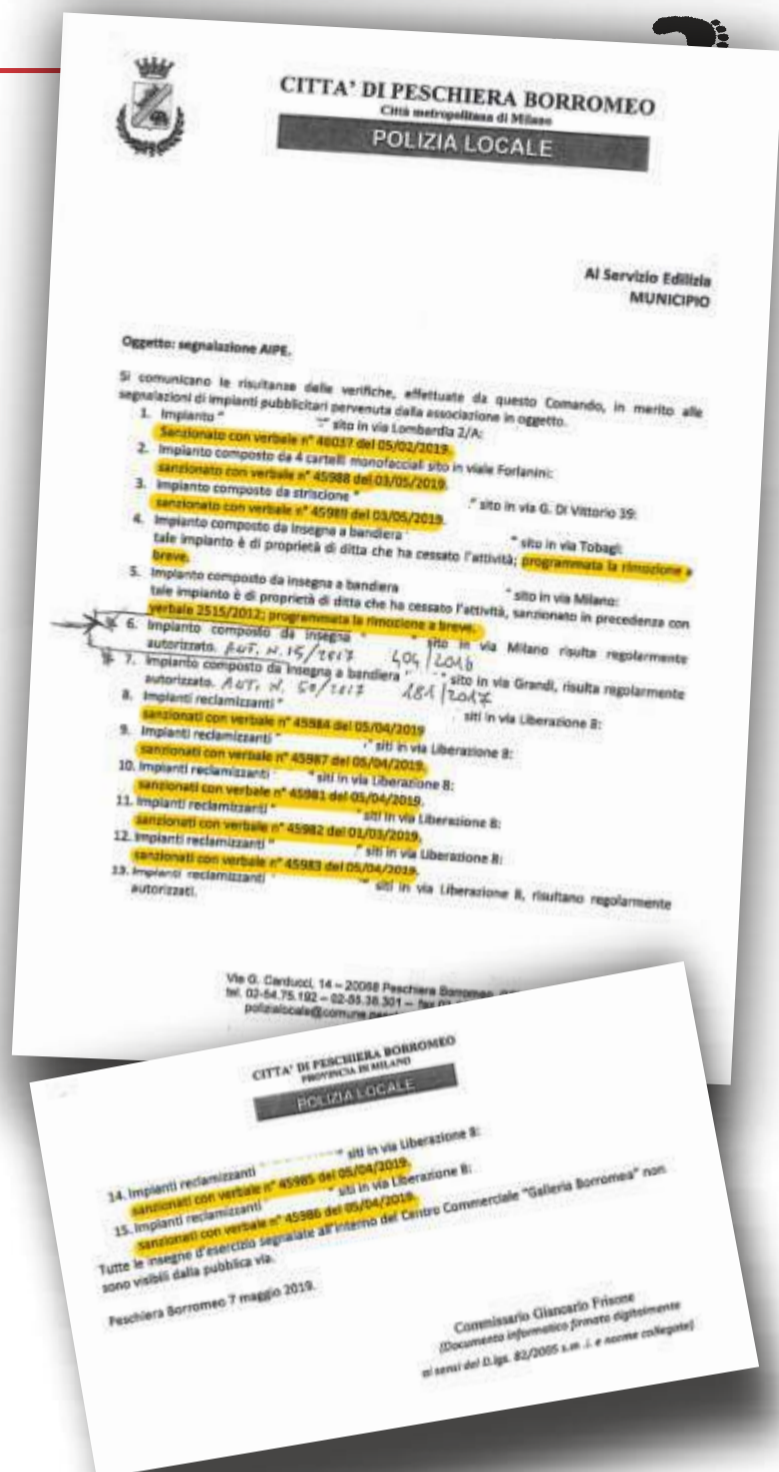 CITTA' DI PESCHIERA BORROMEO
Città metropolitana di Milano
POLIZIA LOCALE
Al Servizio Edilizia
MUNICIPIO
Oggetto: segnalazione AIPE.
Si comunicano le risultanze delle verifiche, effettuate da questo Comando, in merito alle
segnalazioni di impianti pubblicitari pervenuta dalla associazione in oggetto.
1. Impianto " " sito in via Lombardia 2/A:
Sanzionato con verbale n° 46037 del 05/02/2019.
2. Impianto composto da 4 cartelli monofacciali sito in viale Forlanini:
sanzionato con verbale n° 45988 del 03/05/2019.
3. Impianto composto da striscione " " sito in via G. Di Vittorio 39:
sanzionato con verbale n° 45989 del 03/05/2019.
4. Impianto composto da insegna a bandiera " sito in via Tobagi:
tale impianto è di proprietà di ditta che ha cessato l'attività; programmata la rimozione a
breve.
5. Impianto composto da insegna a bandiera " sito in via Milano:
tale impianto è di proprietà di ditta che ha cessato l'attività, sanzionato in precedenza con
verbale 2515/2012; programmata la rimozione a breve.
6. Impianto composto da insegna " " sito in via Milano risulta regolarmente
autorizzato. AUT. N. 15/2017 404/2016
7. Impianto composto da insegna a bandiera " " sito in via Grandi, risulta regolarmente
autorizzato. AUT. N. 50/2017 181/2017
8. Impianti reclamizzanti " siti in via Liberazione 8:
sanzionati con verbale n° 45984 del 05/04/2019
9. Impianti reclamizzanti " " siti in via Liberazione 8:
sanzionati con verbale n° 45987 del 05/04/2019.
10. Impianti reclamizzanti " siti in via Liberazione 8:
sanzionati con verbale n° 45981 del 05/04/2019.
11. Impianti reclamizzanti " " siti in via Liberazione 8:
sanzionati con verbale n° 45982 del 01/03/2019.
12. Impianti reclamizzanti " " siti in via Liberazione 8:
sanzionati con verbale n° 45983 del 05/04/2019.
13. Impianti reclamizzanti " siti in via Liberazione 8, risultano regolarmente
autorizzati.
Via G. Carducci, 14 – 20068 Peschiera Borromeo
tel. 02-54.75.192 – 02-55.38.301 – fax
polizialocale@comune
CITTA' DI PESCHIERA BORROMEO
PROVINCIA DI MILANO
POLIZIA LOCALE
14. Impianti reclamizzanti " " siti in via Liberazione 8:
sanzionati con verbale n° 45985 del 05/04/2019.
15. Impianti reclamizzanti " " siti in via Liberazione 8:
sanzionati con verbale n° 45986 del 05/04/2019.
Tutte le insegne d'esercizio segnalate all'interno del Centro Commerciale "Galleria Borromea" non
sono visibili dalla pubblica via.
Peschiera Borromeo 7 maggio 2019.
Commissario Giancarlo Frisone
(Documento informatico firmato digitalmente
ai sensi del D.lgs. 82/2005 s.m .i. e norme collegate)